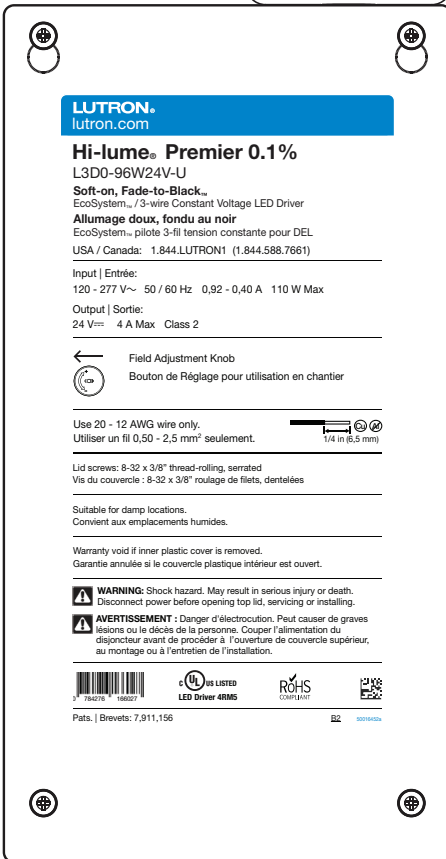 LUTRON®
lutron.com
Hi-lume® Premier 0.1%
L3D0-96W24V-U
Soft-on, Fade-to-Black™
EcoSystem™ / 3-wire Constant Voltage LED Driver
Allumage doux, fondu au noir
EcoSystem™ pilote 3-fil tension constante pour DEL
USA / Canada: 1.844.LUTRON1 (1.844.588.7661)
Input | Entrée:
120 - 277 V~ 50 / 60 Hz 0,92 - 0,40 A 110 W Max
Output | Sortie:
24 V⎓ 4 A Max Class 2
Field Adjustment Knob
Bouton de Réglage pour utilisation en chantier
Use 20 - 12 AWG wire only.
Utiliser un fil 0,50 - 2,5 mm² seulement.
Cu Al
1/4 in (6,5 mm)
Lid screws: 8-32 x 3/8" thread-rolling, serrated
Vis du couvercle : 8-32 x 3/8" roulage de filets, dentelées
Suitable for damp locations.
Convient aux emplacements humides.
Warranty void if inner plastic cover is removed.
Garantie annulée si le couvercle plastique intérieur est ouvert.
WARNING: Shock hazard. May result in serious injury or death.
Disconnect power before opening top lid, servicing or installing.
AVERTISSEMENT : Danger d'électrocution. Peut causer de graves
lésions ou le décès de la personne. Couper l'alimentation du
disjoncteur avant de procéder à l'ouverture de couvercle supérieur,
au montage ou à l'entretien de l'installation.
0 784276 166027
C UL US LISTED
LED Driver 4RM5
RoHS
COMPLIANT
Pats. | Brevets: 7,911,156
B2
50016452a